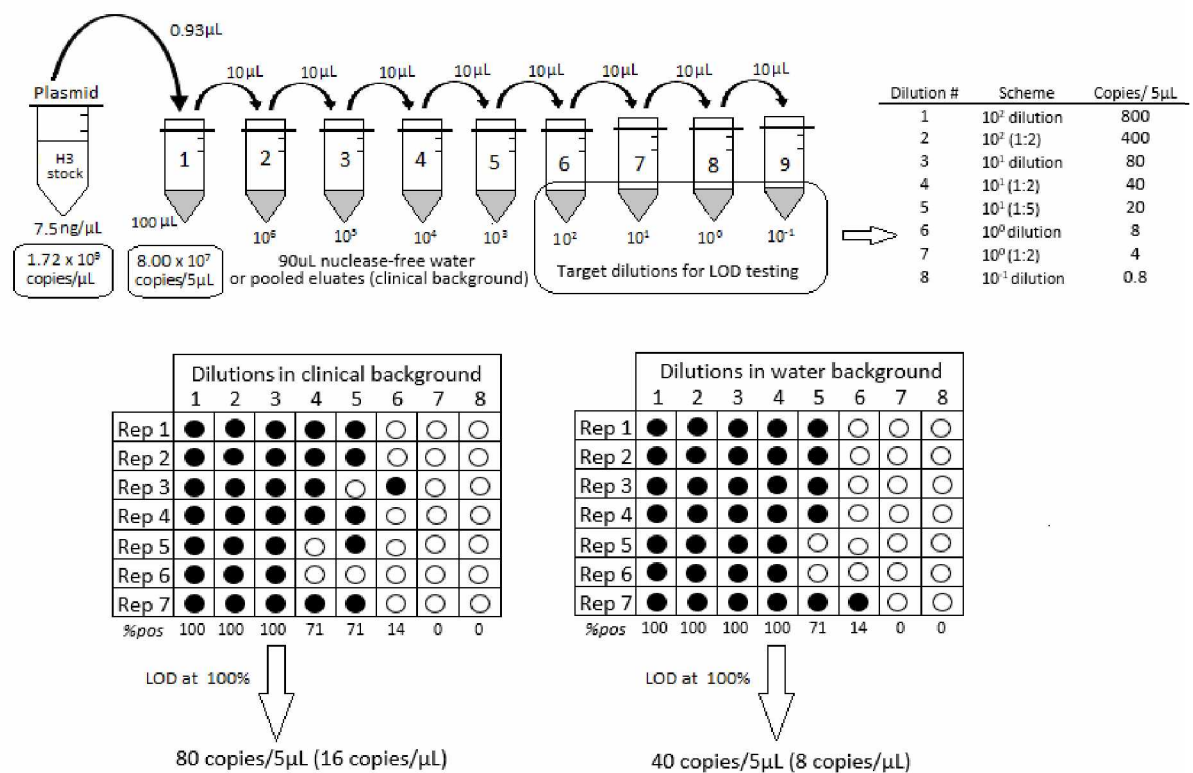 0.93µL
10µL 10µL 10µL 10µL 10µL 10µL 10µL 10µL
Plasmid
H3
stock
1 2 3 4 5 6 7 8 9
7.5ng/µL
100 µL
10⁶ 10⁵ 10⁴ 10³ 10² 10¹ 10⁰ 10⁻¹
1.72 x 10⁹
copies/µL
8.00 x 10⁷
copies/5µL
90uL nuclease-free water
or pooled eluates (clinical background)
Target dilutions for LOD testing
Dilution # Scheme Copies/ 5µL
1 10² dilution 800
2 10² (1:2) 400
3 10¹ dilution 80
4 10¹ (1:2) 40
5 10¹ (1:5) 20
6 10⁰ dilution 8
7 10⁰ (1:2) 4
8 10⁻¹ dilution 0.8
Dilutions in clinical background
1 2 3 4 5 6 7 8
Rep 1
Rep 2
Rep 3
Rep 4
Rep 5
Rep 6
Rep 7
%pos 100 100 100 71 71 14 0 0
LOD at 100%
80 copies/5µL (16 copies/µL)
Dilutions in water background
1 2 3 4 5 6 7 8
Rep 1
Rep 2
Rep 3
Rep 4
Rep 5
Rep 6
Rep 7
%pos 100 100 100 100 71 14 0 0
LOD at 100%
40 copies/5µL (8 copies/µL)